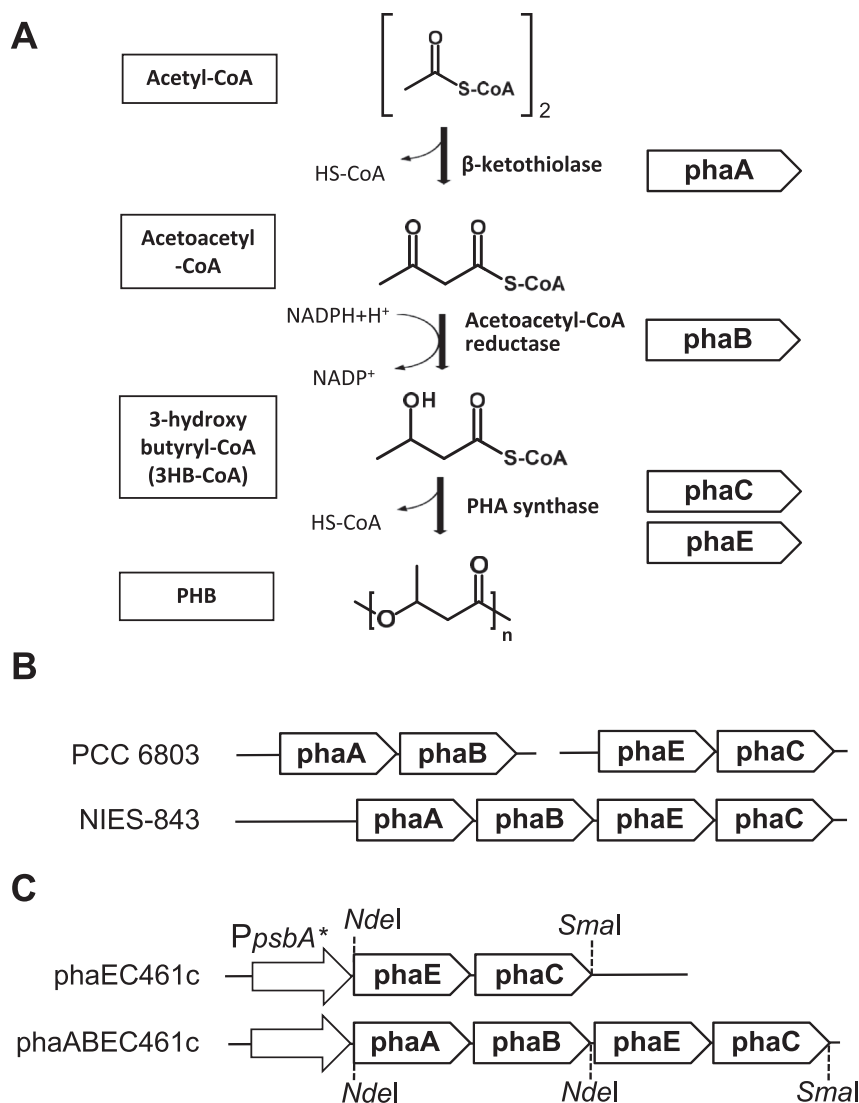 A
Acetyl-CoA
O
S-CoA
2
HS-CoA
β-ketothiolase
phaA
Acetoacetyl
-CoA
O O
S-CoA
NADPH+H⁺
Acetoacetyl-CoA
reductase
phaB
NADP⁺
3-hydroxy
butyryl-CoA
(3HB-CoA)
OH O
S-CoA
HS-CoA
PHA synthase
phaC
phaE
PHB
O
O
n
B
PCC 6803
phaA phaB phaE phaC
NIES-843
phaA phaB phaE phaC
C
PpsbA*
NdeI
SmaI
phaEC461c
phaE phaC
phaABEC461c
phaA phaB phaE phaC
NdeI NdeI SmaI